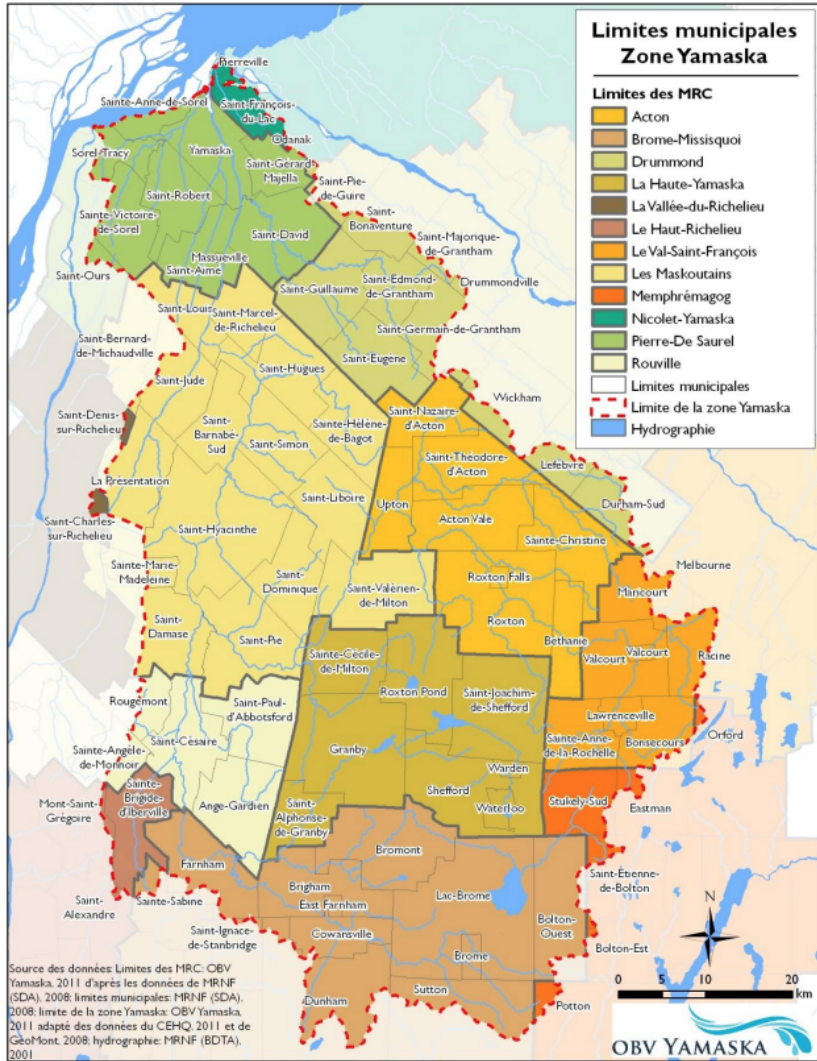 Limites municipales
Zone Yamaska
Limites des MRC
Acton
Brome-Missisquoi
Drummond
La Haute-Yamaska
La Vallée-du-Richelieu
Le Haut-Richelieu
Le Val-Saint-François
Les Maskoutains
Memphrémagog
Nicolet-Yamaska
Pierre-De Saurel
Rouville
Limites municipales
Limite de la zone Yamaska
Hydrographie
Pierreville
Sainte-Anne-de-Sorel
Saint-François-
du-Lac
Odanak
Sorel-Tracy
Yamaska
Saint-Gérard-
Majella
Saint-Pie-
de-Guire
Saint-Robert
Sainte-Victoire-
de-Sorel
Saint-David
Saint-
Bonaventure
Saint-Majorique-
de-Grantham
Massueville
Saint-Aimé
Saint-Ours
Saint-Guillaume
Saint-Edmond-
de-Grantham
Drummondville
Saint-Louis
Saint-Marcel-
de-Richelieu
Saint-Germain-de-Grantham
Saint-Bernard-
de-Michaudville
Saint-Eugène
Saint-Hugues
Saint-Jude
Wickham
Saint-Denis-
sur-Richelieu
Saint-
Barnabé-
Sud
Saint-Simon
Sainte-Hélène-
de-Bagot
Saint-Nazaire-
d'Acton
Saint-Théodore-
d'Acton
Lefebvre
La Présentation
Saint-Liboire
Upton
Durham-Sud
Saint-Charles-
sur-Richelieu
Saint-Hyacinthe
Acton Vale
Sainte-Christine
Sainte-Marie-
Madeleine
Saint-
Dominique
Saint-Valérien-
de-Milton
Roxton Falls
Melbourne
Maricourt
Saint-
Damase
Saint-Pie
Roxton
Béthanie
Valcourt
Valcourt
Racine
Sainte-Cécile-
de-Milton
Roxton Pond
Saint-Joachim-
de-Shefford
Rougemont
Saint-Paul-
d'Abbotsford
Lawrenceville
Saint-Césaire
Sainte-Angèle-
de-Monnoir
Granby
Sainte-Anne-
de-la-Rochelle
Bonsecours
Orford
Warden
Mont-Saint-
Grégoire
Sainte-
Brigide-
d'Iberville
Ange-Gardien
Saint-
Alphonse-
de-Granby
Shefford
Waterloo
Stukely-Sud
Eastman
Farnham
Bromont
Saint-Étienne-
de-Bolton
Saint-
Alexandre
Sainte-Sabine
Brigham
East Farnham
Lac-Brome
Saint-Ignace-
de-Stanbridge
Cowansville
Bolton-
Ouest
Bolton-Est
Brome
Dunham
Sutton
Potton
N
0 5 10 20
km
Source des données: Limites des MRC: OBV
Yamaska, 2011 d'après les données de MRNF
(SDA), 2008; limites municipales: MRNF (SDA),
2008; limite de la zone Yamaska: OBV Yamaska,
2011 adapté des données du CEHQ, 2011 et de
GéoMont, 2008; hydrographie: MRNF (BDTA),
2001
OBV YAMASKA